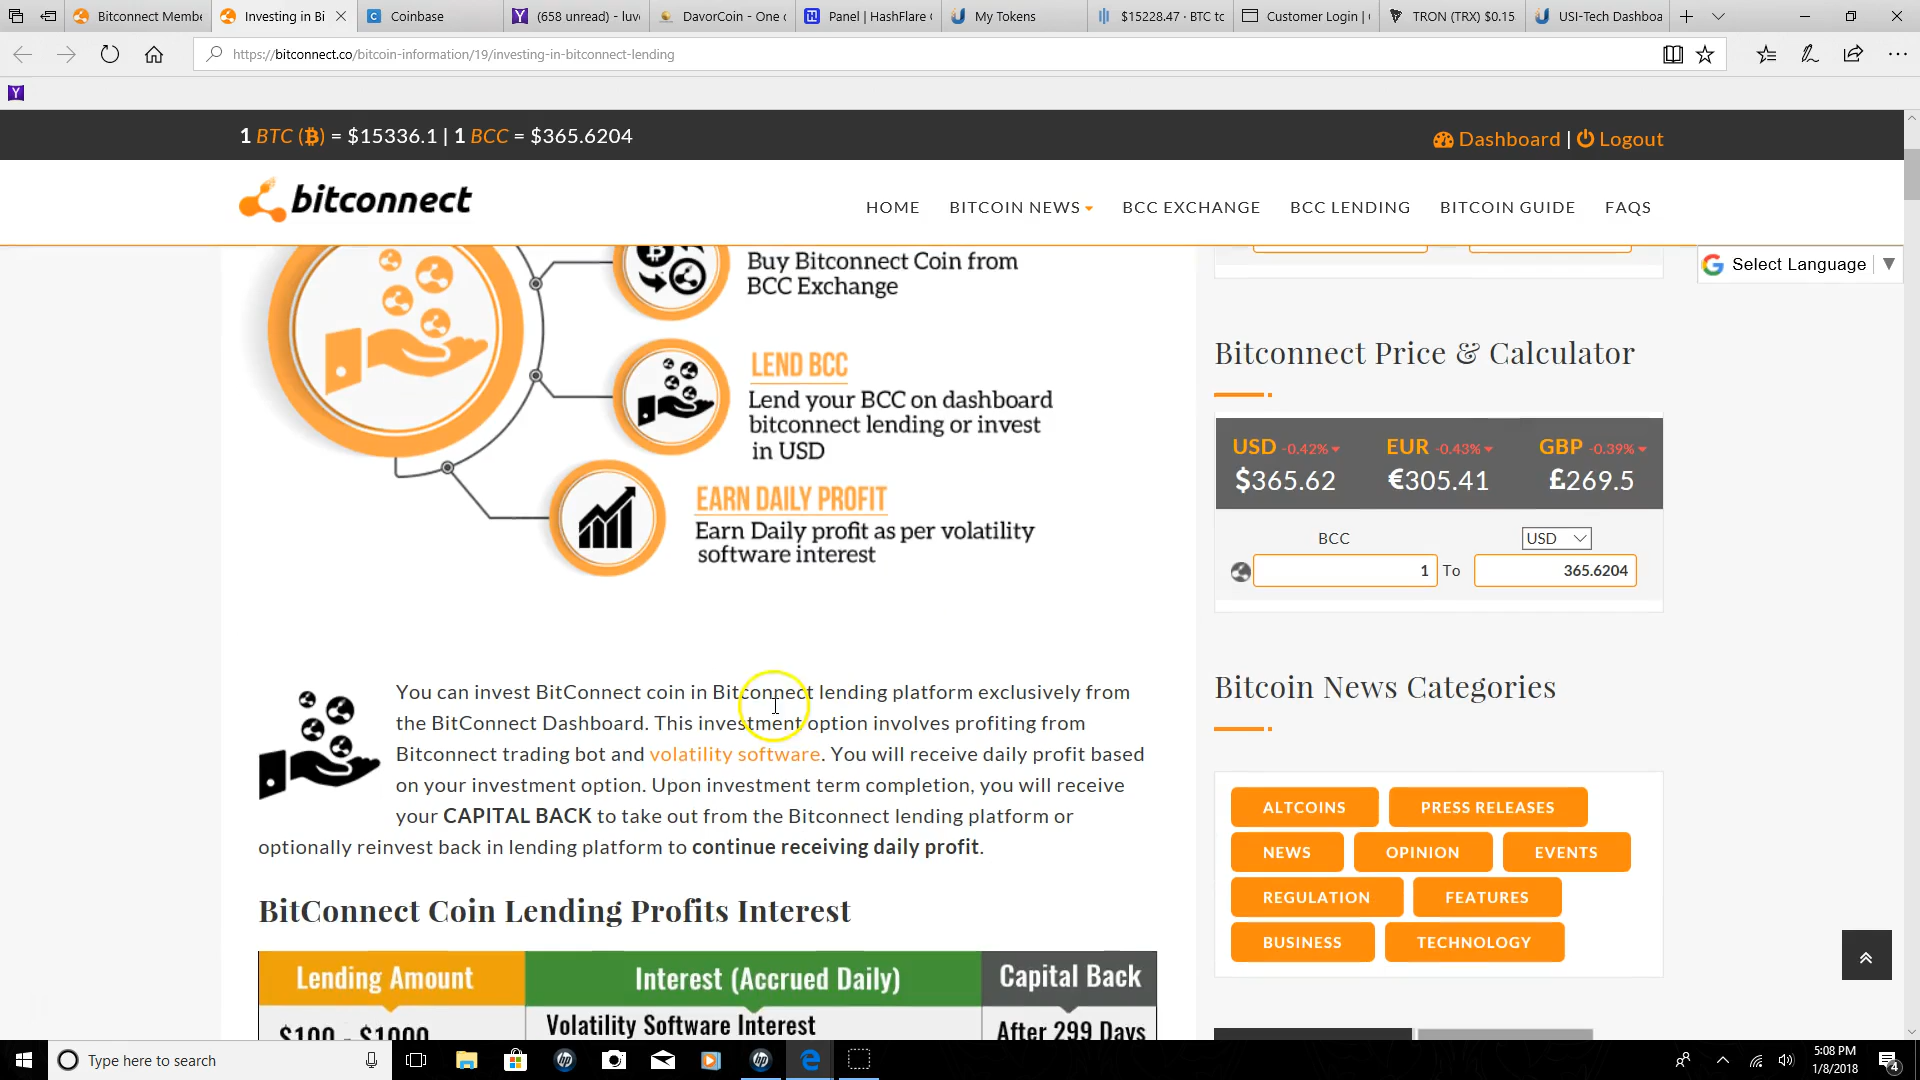 Bitconnect Membe
Investing in Bi
Coinbase
(658 unread) - luv
DavorCoin - One c
Panel | HashFlare
My Tokens
$15228.47 · BTC to
Customer Login |
TRON (TRX) $0.15
USI-Tech Dashboa
https://bitconnect.co/bitcoin-information/19/investing-in-bitconnect-lending
1 BTC (₿) = $15336.1 | 1 BCC = $365.6204
Dashboard | Logout
bitconnect
HOME
BITCOIN NEWS
BCC EXCHANGE
BCC LENDING
BITCOIN GUIDE
FAQS
Select Language
Buy Bitconnect Coin from
BCC Exchange
LEND BCC
Lend your BCC on dashboard
bitconnect lending or invest
in USD
EARN DAILY PROFIT
Earn Daily profit as per volatility
software interest
You can invest BitConnect coin in Bitconnect lending platform exclusively from
the BitConnect Dashboard. This investment option involves profiting from
Bitconnect trading bot and volatility software. You will receive daily profit based
on your investment option. Upon investment term completion, you will receive
your CAPITAL BACK to take out from the Bitconnect lending platform or
optionally reinvest back in lending platform to continue receiving daily profit.
BitConnect Coin Lending Profits Interest
Lending Amount
Interest (Accrued Daily)
Capital Back
$100 - $1000
Volatility Software Interest
After 299 Days
Bitconnect Price & Calculator
USD -0.42%
EUR -0.43%
GBP -0.39%
$365.62
€305.41
£269.5
BCC
USD
1
To
365.6204
Bitcoin News Categories
ALTCOINS
PRESS RELEASES
NEWS
OPINION
EVENTS
REGULATION
FEATURES
BUSINESS
TECHNOLOGY
Type here to search
5:08 PM
1/8/2018
4